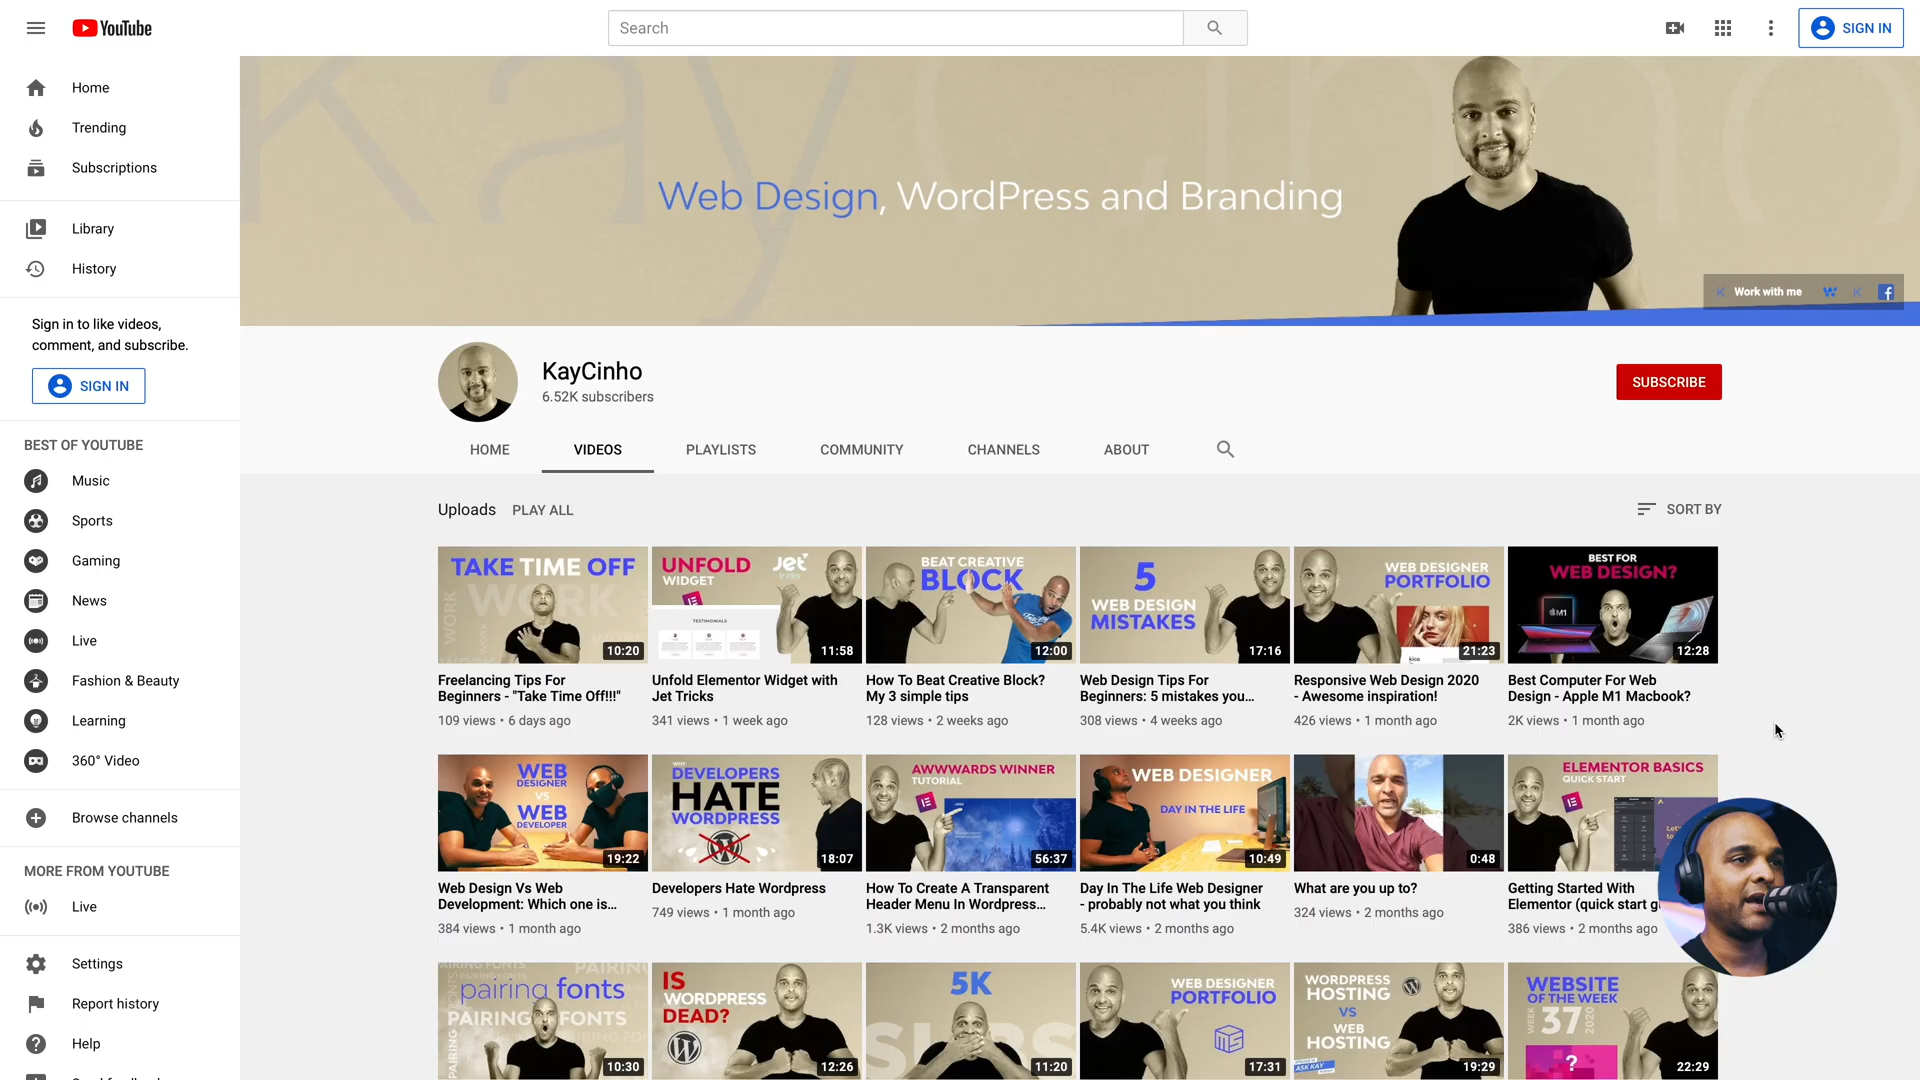 YouTube
Search
SIGN IN
Home
Trending
Subscriptions
Library
History
Sign in to like videos,
comment, and subscribe.
SIGN IN
BEST OF YOUTUBE
Music
Sports
Gaming
News
Live
Fashion & Beauty
Learning
360° Video
Browse channels
MORE FROM YOUTUBE
Live
Settings
Report history
Help
Web Design, WordPress and Branding
Work with me
KayCinho
6.52K subscribers
SUBSCRIBE
HOME
VIDEOS
PLAYLISTS
COMMUNITY
CHANNELS
ABOUT
Uploads
PLAY ALL
SORT BY
TAKE TIME OFF
WORK
10:20
Freelancing Tips For
Beginners - "Take Time Off!!!"
109 views • 6 days ago
UNFOLD
WIDGET
Jet
tricks
TESTIMONIALS
11:58
Unfold Elementor Widget with
Jet Tricks
341 views • 1 week ago
BEAT CREATIVE
BLOCK
12:00
How To Beat Creative Block?
My 3 simple tips
128 views • 2 weeks ago
5
WEB DESIGN
MISTAKES
17:16
Web Design Tips For
Beginners: 5 mistakes you...
308 views • 4 weeks ago
WEB DESIGNER
PORTFOLIO
21:23
Responsive Web Design 2020
- Awesome inspiration!
426 views • 1 month ago
BEST FOR
WEB DESIGN?
M1
12:28
Best Computer For Web
Design - Apple M1 Macbook?
2K views • 1 month ago
WEB
DESIGNER
VS
WEB
DEVELOPER
19:22
Web Design Vs Web
Development: Which one is...
384 views • 1 month ago
WHY
DEVELOPERS
HATE
WORDPRESS
18:07
Developers Hate Wordpress
749 views • 1 month ago
AWWWARDS WINNER
TUTORIAL
56:37
How To Create A Transparent
Header Menu In Wordpress...
1.3K views • 2 months ago
WEB DESIGNER
DAY IN THE LIFE
10:49
Day In The Life Web Designer
- probably not what you think
5.4K views • 2 months ago
0:48
What are you up to?
324 views • 2 months ago
ELEMENTOR BASICS
QUICK START
Getting Started With
Elementor (quick start g
386 views • 2 months ago
pairing fonts
PAIRING FONTS
10:30
IS
WORDPRESS
DEAD?
12:26
5K
SUBS
11:20
WEB DESIGNER
PORTFOLIO
17:31
WORDPRESS
HOSTING
VS
WEB
HOSTING
ASK KAY
19:29
WEBSITE
OF THE WEEK
WEEK
37
2020
?
22:29